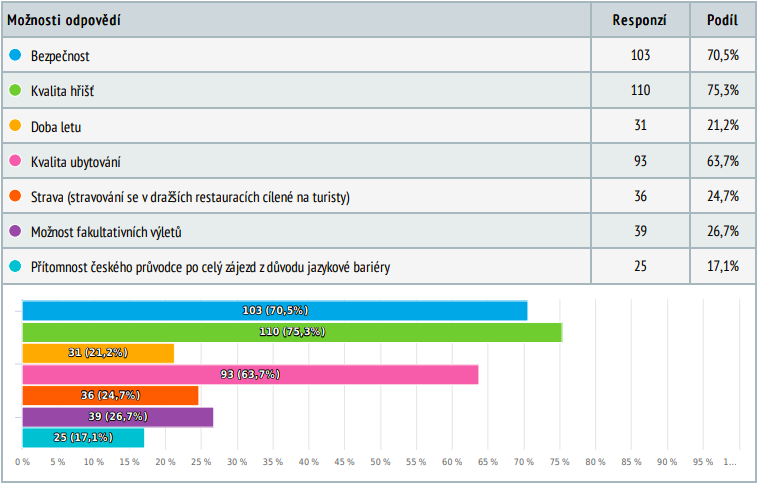 Možnosti odpovědí Responzí Podíl
Bezpečnost 103 70,5%
Kvalita hřišť 110 75,3%
Doba letu 31 21,2%
Kvalita ubytování 93 63,7%
Strava (stravování se v dražších restauracích cílené na turisty) 36 24,7%
Možnost fakultativních výletů 39 26,7%
Přítomnost českého průvodce po celý zájezd z důvodu jazykové bariéry 25 17,1%
103 (70,5%)
110 (75,3%)
31 (21,2%)
93 (63,7%)
36 (24,7%)
39 (26,7%)
25 (17,1%)
0 % 5 % 10 % 15 % 20 % 25 % 30 % 35 % 40 % 45 % 50 % 55 % 60 % 65 % 70 % 75 % 80 % 85 % 90 % 95 % 1…